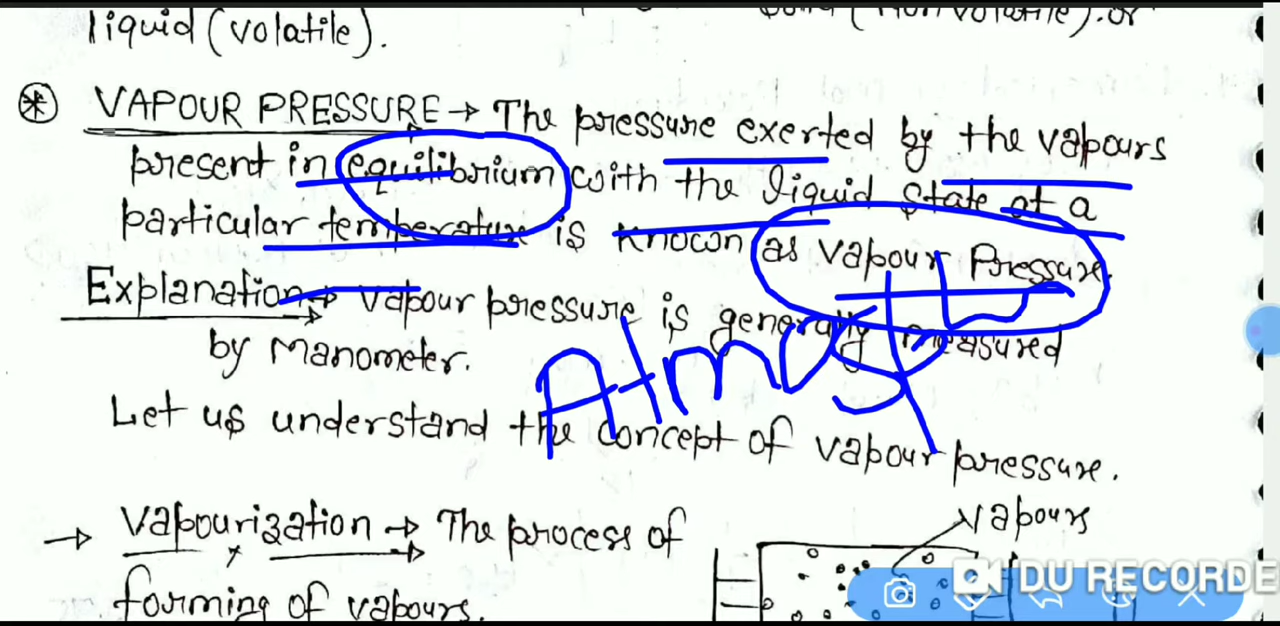 liquid (volatile).
VAPOUR PRESSURE → The pressure exerted by the vapours
present in equilibrium with the liquid state at a
particular temperature is known as vapour Pressure.
Explanation → vapour pressure is generally measured
by Manometer.
Let us understand the concept of vapour pressure.
→ Vapourization → The process of
forming of vapours.
vapours
DU RECORDE